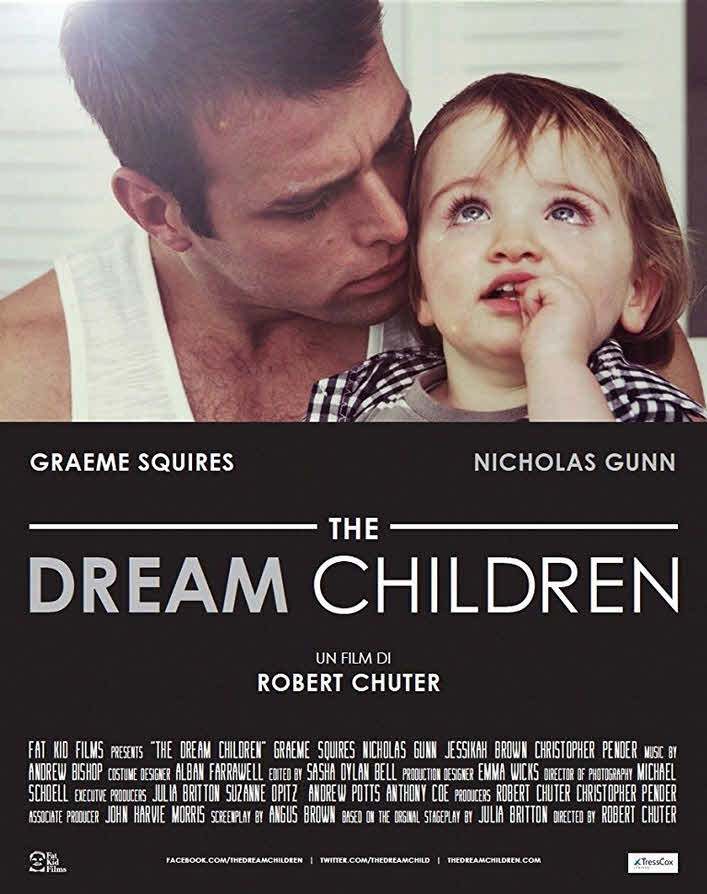 GRAEME SQUIRES NICHOLAS GUNN
THE
DREAM CHILDREN
UN FILM DI
ROBERT CHUTER
FAT KID FILMS PRESENTS "THE DREAM CHILDREN" GRAEME SQUIRES NICHOLAS GUNN JESSIKAH BROWN CHRISTOPHER PENDER MUSIC BY
ANDREW BISHOP COSTUME DESIGNER ALBAN FARRAWELL EDITED BY SASHA DYLAN BELL PRODUCTION DESIGNER EMMA WICKS DIRECTOR OF PHOTOGRAPHY MICHAEL
SCHOELL EXECUTIVE PRODUCERS JULIA BRITTON SUZANNE OPITZ ANDREW POTTS ANTHONY COE PRODUCERS ROBERT CHUTER CHRISTOPHER PENDER
ASSOCIATE PRODUCER JOHN HARVIE MORRIS SCREENPLAY BY ANGUS BROWN BASED ON THE ORIGINAL STAGEPLAY BY JULIA BRITTON DIRECTED BY ROBERT CHUTER
Fat
Kid
Films
FACEBOOK.COM/THEDREAMCHILDREN | TWITTER.COM/THEDREAMCHILD | THEDREAMCHILDREN.COM
TressCox